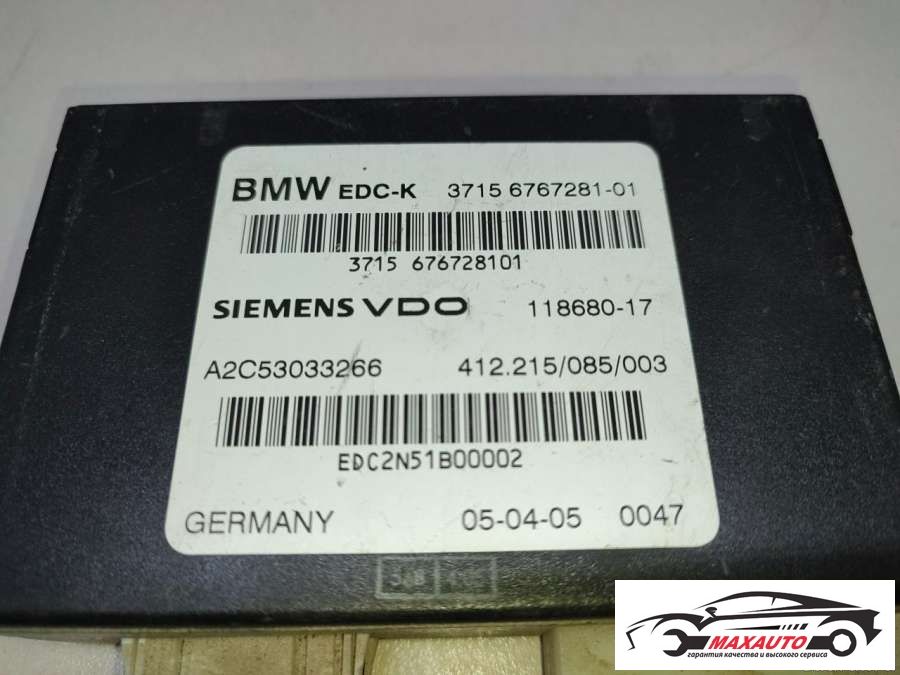 BMW EDC-K 3715 6767281-01
3715 676728101
SIEMENS VDO 118680-17
A2C53033266 412.215/085/003
EDC2N51B00002
GERMANY 05-04-05 0047
MAXAUTO
гарантия качества и высокого сервиса